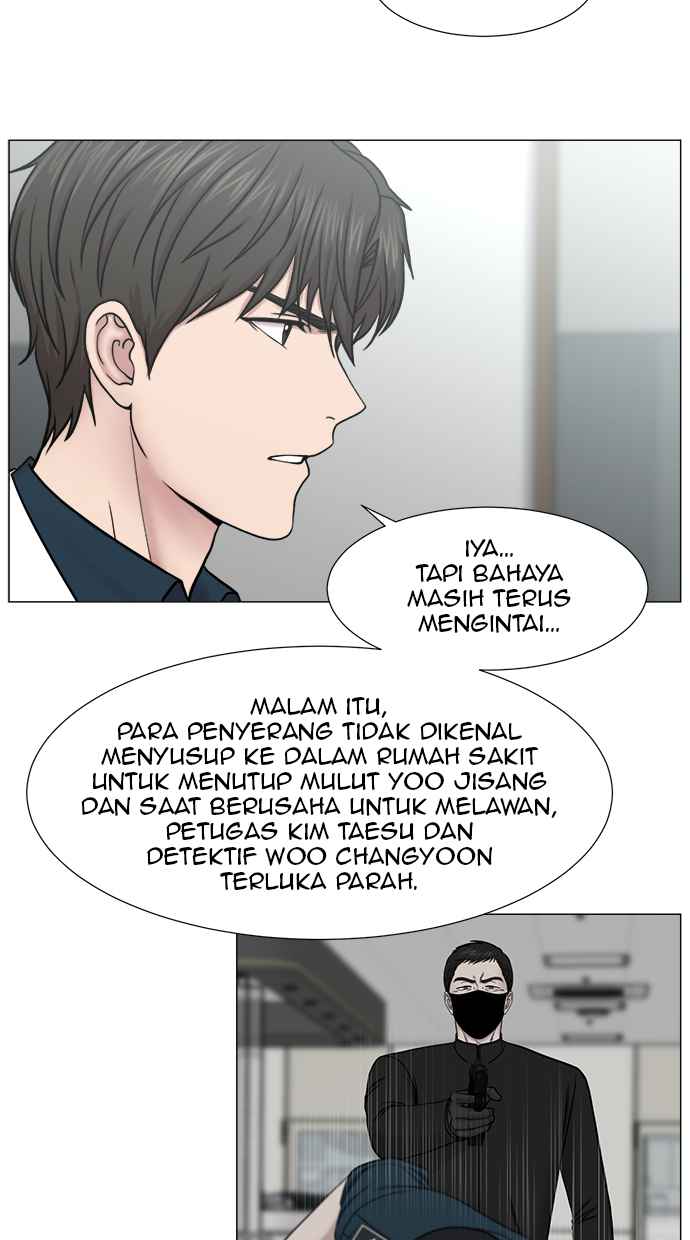 IYA...
TAPI BAHAYA
MASIH TERUS
MENGINTAI...
MALAM ITU,
PARA PENYERANG TIDAK DIKENAL
MENYUSUP KE DALAM RUMAH SAKIT
UNTUK MENUTUP MULUT YOO JISANG
DAN SAAT BERUSAHA UNTUK MELAWAN,
PETUGAS KIM TAESU DAN
DETEKTIF WOO CHANGYOON
TERLUKA PARAH.